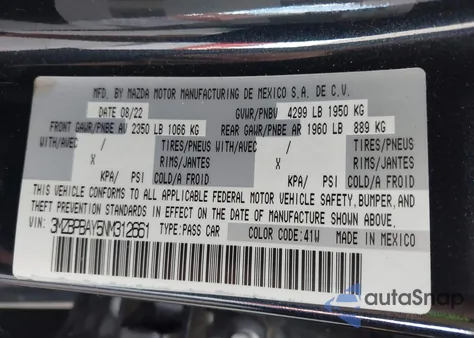 MFD. BY MAZDA MOTOR MANUFACTURING DE MEXICO S.A. DE C.V.
DATE 08/22 GVWR/PNBV 4299 LB 1950 KG
FRONT GAWR/PNBE AV 2350 LB 1066 KG REAR GAWR/PNBE AR 1960 LB 889 KG
WITH/AVEC / TIRES/PNEUS WITH/AVEC / TIRES/PNEUS
X RIMS/JANTES X RIMS/JANTES
KPA/ PSI COLD/A FROID KPA/ PSI COLD/A FROID
THIS VEHICLE CONFORMS TO ALL APPLICABLE FEDERAL MOTOR VEHICLE SAFETY, BUMPER, AND
THEFT PREVENTION STANDARDS IN EFFECT ON THE DATE OF MANUFACTURE SHOWN ABOVE.
VIN: 3MZBPBAY5NM312661 TYPE:PASS CAR COLOR CODE:41W MADE IN MEXICO
autoSnap